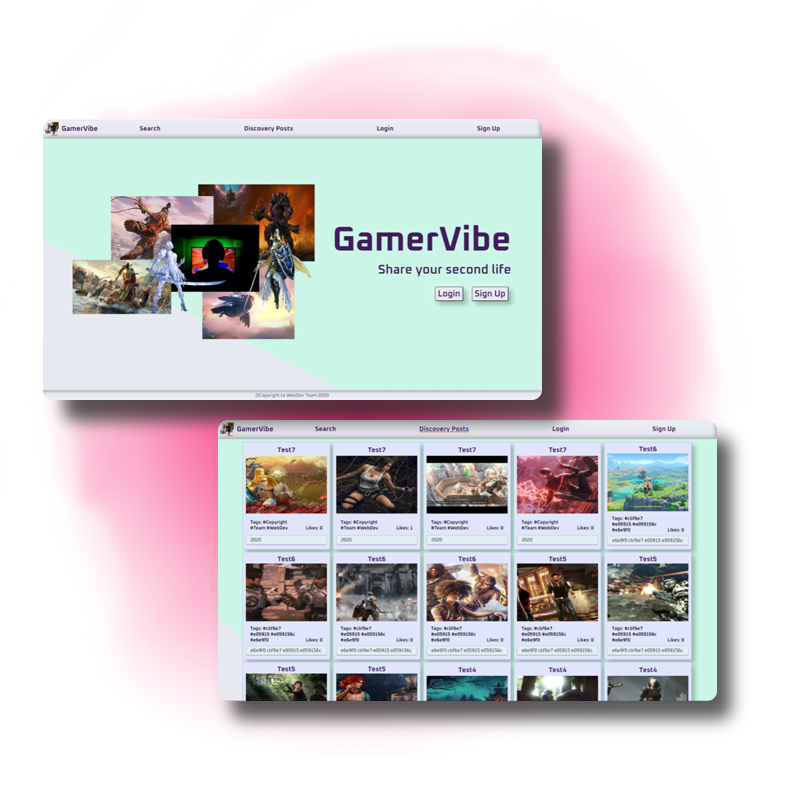 GamerVibe Search Discovery Posts Login Sign Up
GamerVibe
Share your second life
Login Sign Up
©Copyright to WebDev Team 2020
GamerVibe Search Discovery Posts Login Sign Up
Test7 Test7 Test7 Test7 Test6
Tags: #Copyright #Team #WebDev Likes: 0
2020
Tags: #Copyright #Team #WebDev Likes: 1
2020
Tags: #Copyright #Team #WebDev Likes: 0
2020
Tags: #Copyright #Team #WebDev Likes: 0
2020
Tags: #cbf6e7 #e05915 #e059156c #e6e9f0 Likes: 0
e6e9f0 cbf6e7 e05915 e059156c
Test6 Test6 Test6 Test5 Test5
Tags: #cbf6e7 #e05915 #e059156c #e6e9f0 Likes: 0
e6e9f0 cbf6e7 e05915 e059156c
Tags: #cbf6e7 #e05915 #e059156c #e6e9f0 Likes: 0
e6e9f0 cbf6e7 e05915 e059156c
Tags: #cbf6e7 #e05915 #e059156c #e6e9f0 Likes: 0
e6e9f0 cbf6e7 e05915 e059156c
Tags: #cbf6e7 #e05915 #e059156c #e6e9f0 Likes: 0
e6e9f0 cbf6e7 e05915 e059156c
Tags: #cbf6e7 #e05915 #e059156c #e6e9f0 Likes: 0
e6e9f0 cbf6e7 e05915 e059156c
Test5 Test5 Test4 Test4 Test4